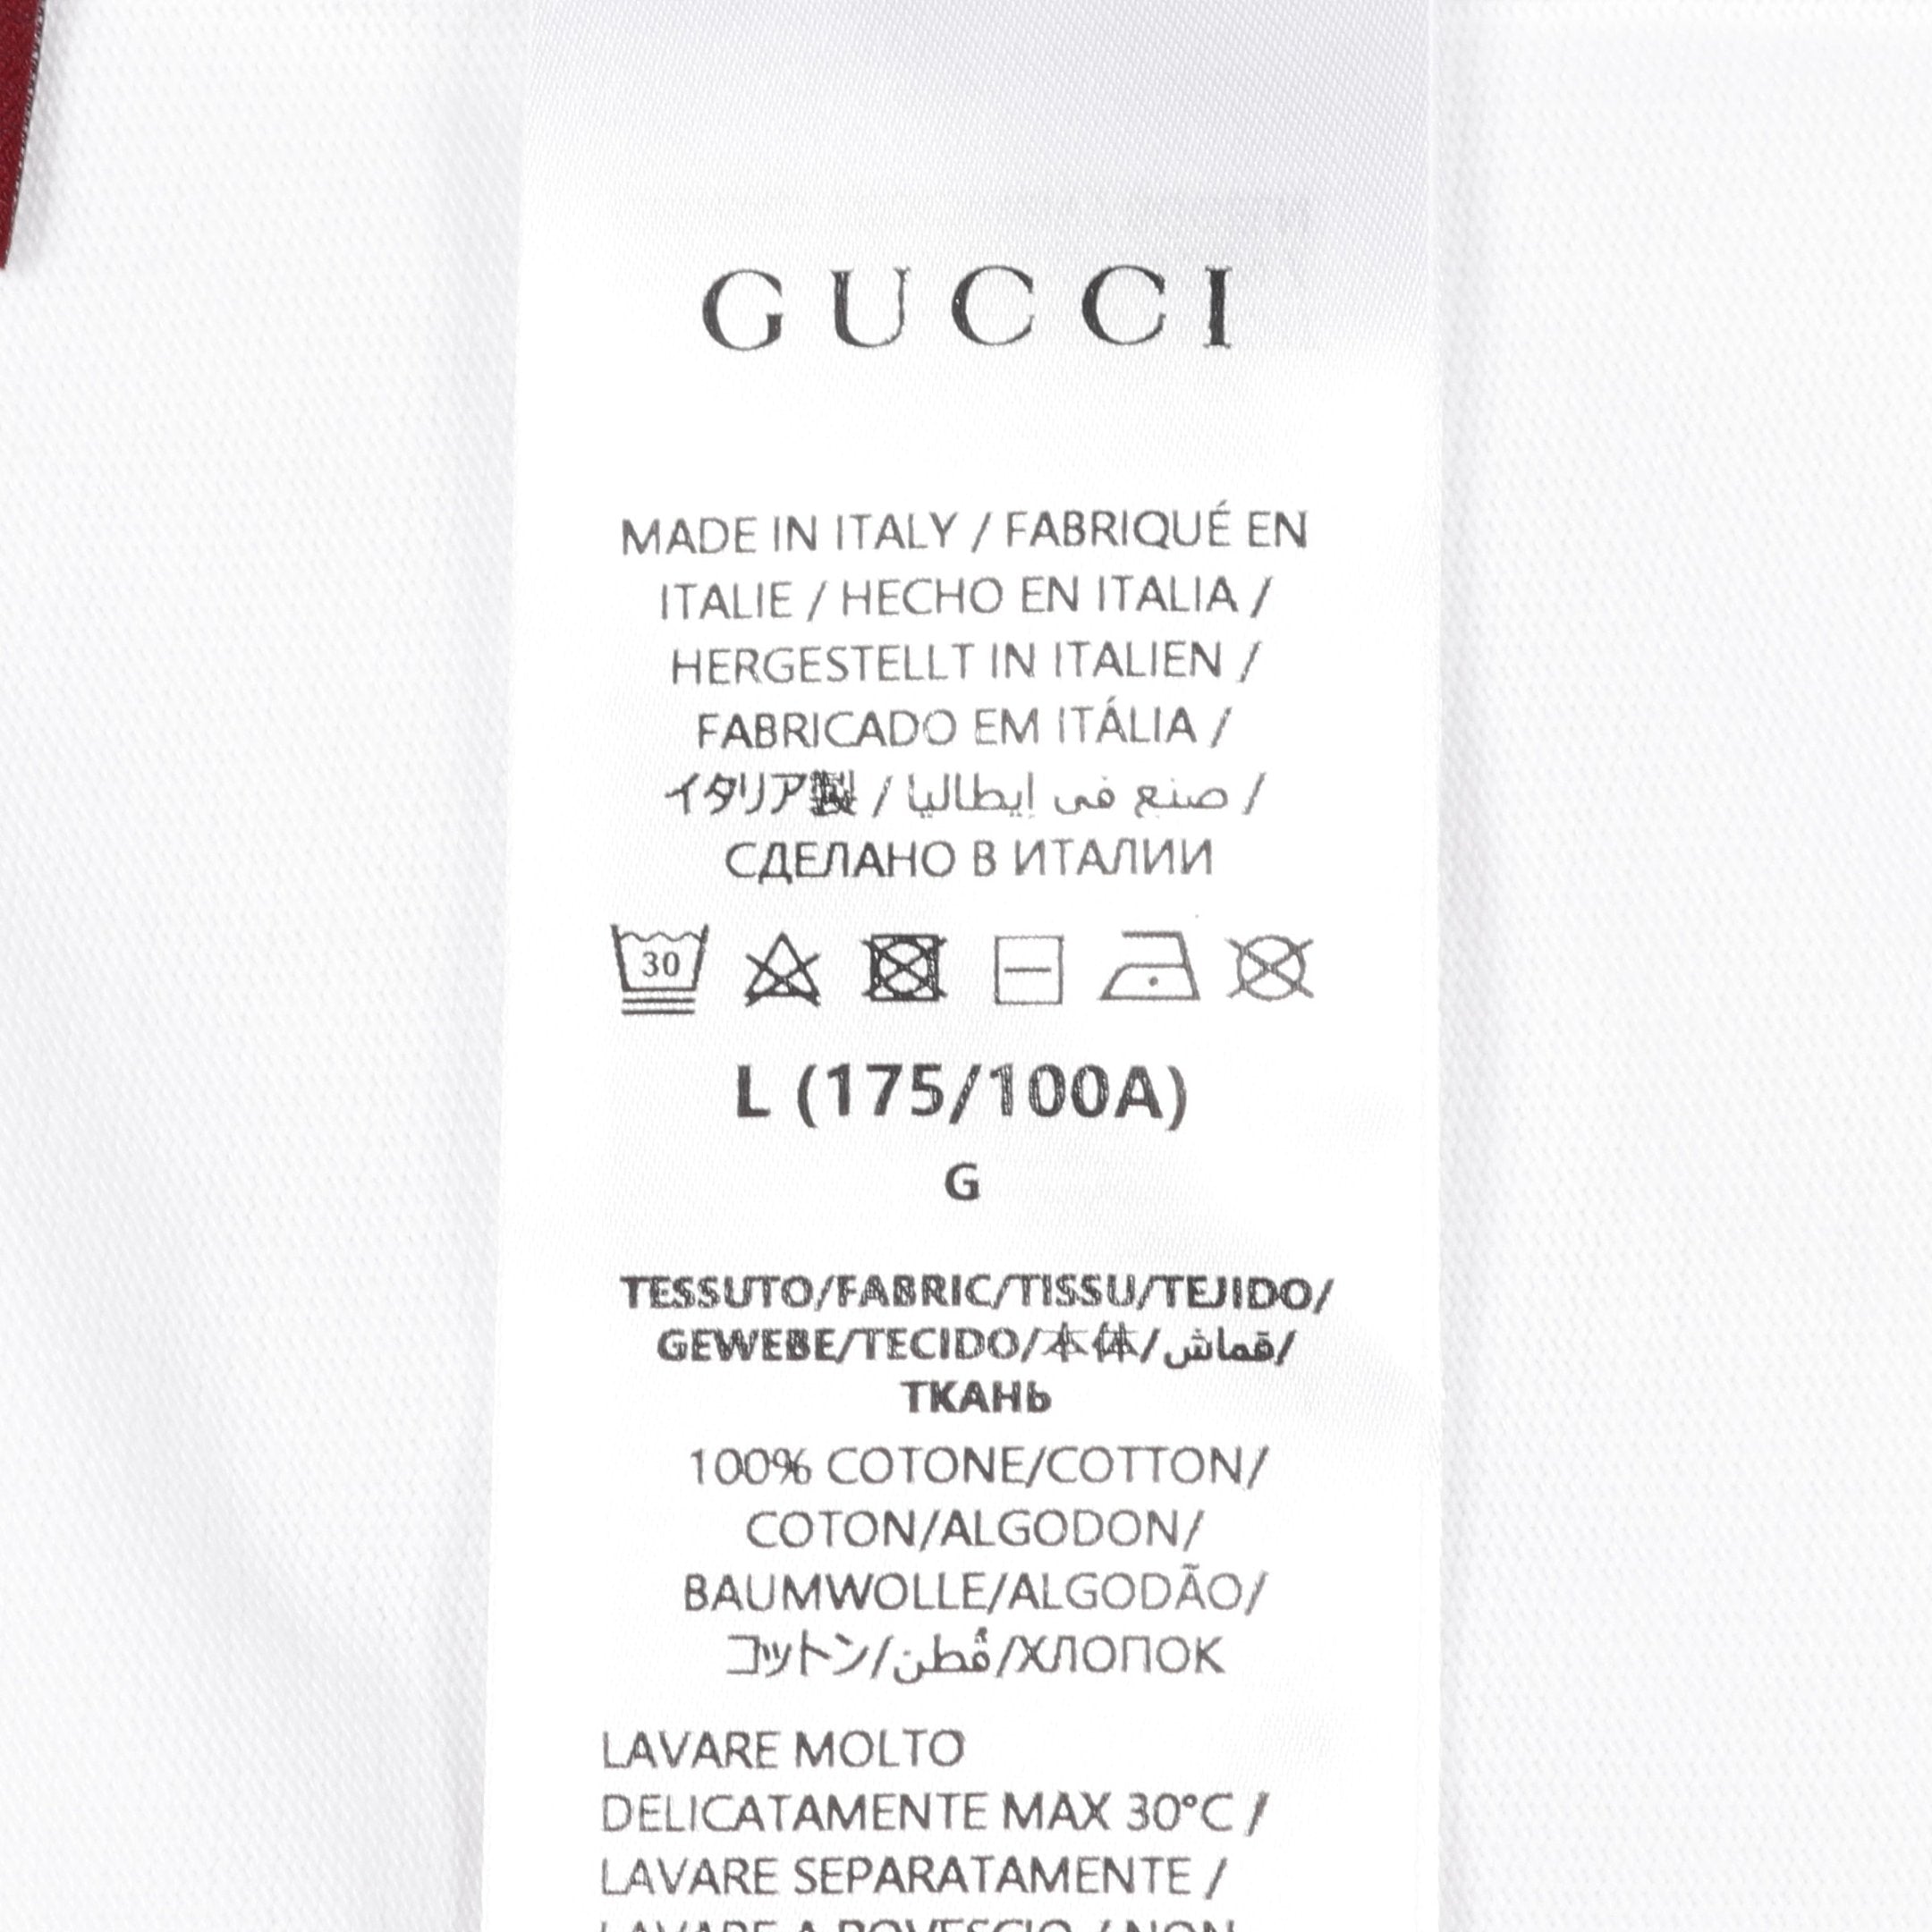 GUCCI
MADE IN ITALY / FABRIQUÉ EN
ITALIE / HECHO EN ITALIA /
HERGESTELLT IN ITALIEN /
FABRICADO EM ITÁLIA /
イタリア製 / صنع في إيطاليا /
СДЕЛАНО В ИТАЛИИ
30
L (175/100A)
G
TESSUTO/FABRIC/TISSU/TEJIDO/
GEWEBE/TECIDO/本体/قماش/
ТКАНЬ
100% COTONE/COTTON/
COTON/ALGODON/
BAUMWOLLE/ALGODÃO/
コットン/قُطن/ХЛОПОК
LAVARE MOLTO
DELICATAMENTE MAX 30°C /
LAVARE SEPARATAMENTE /
LAVARE A ROVESCIO / NON